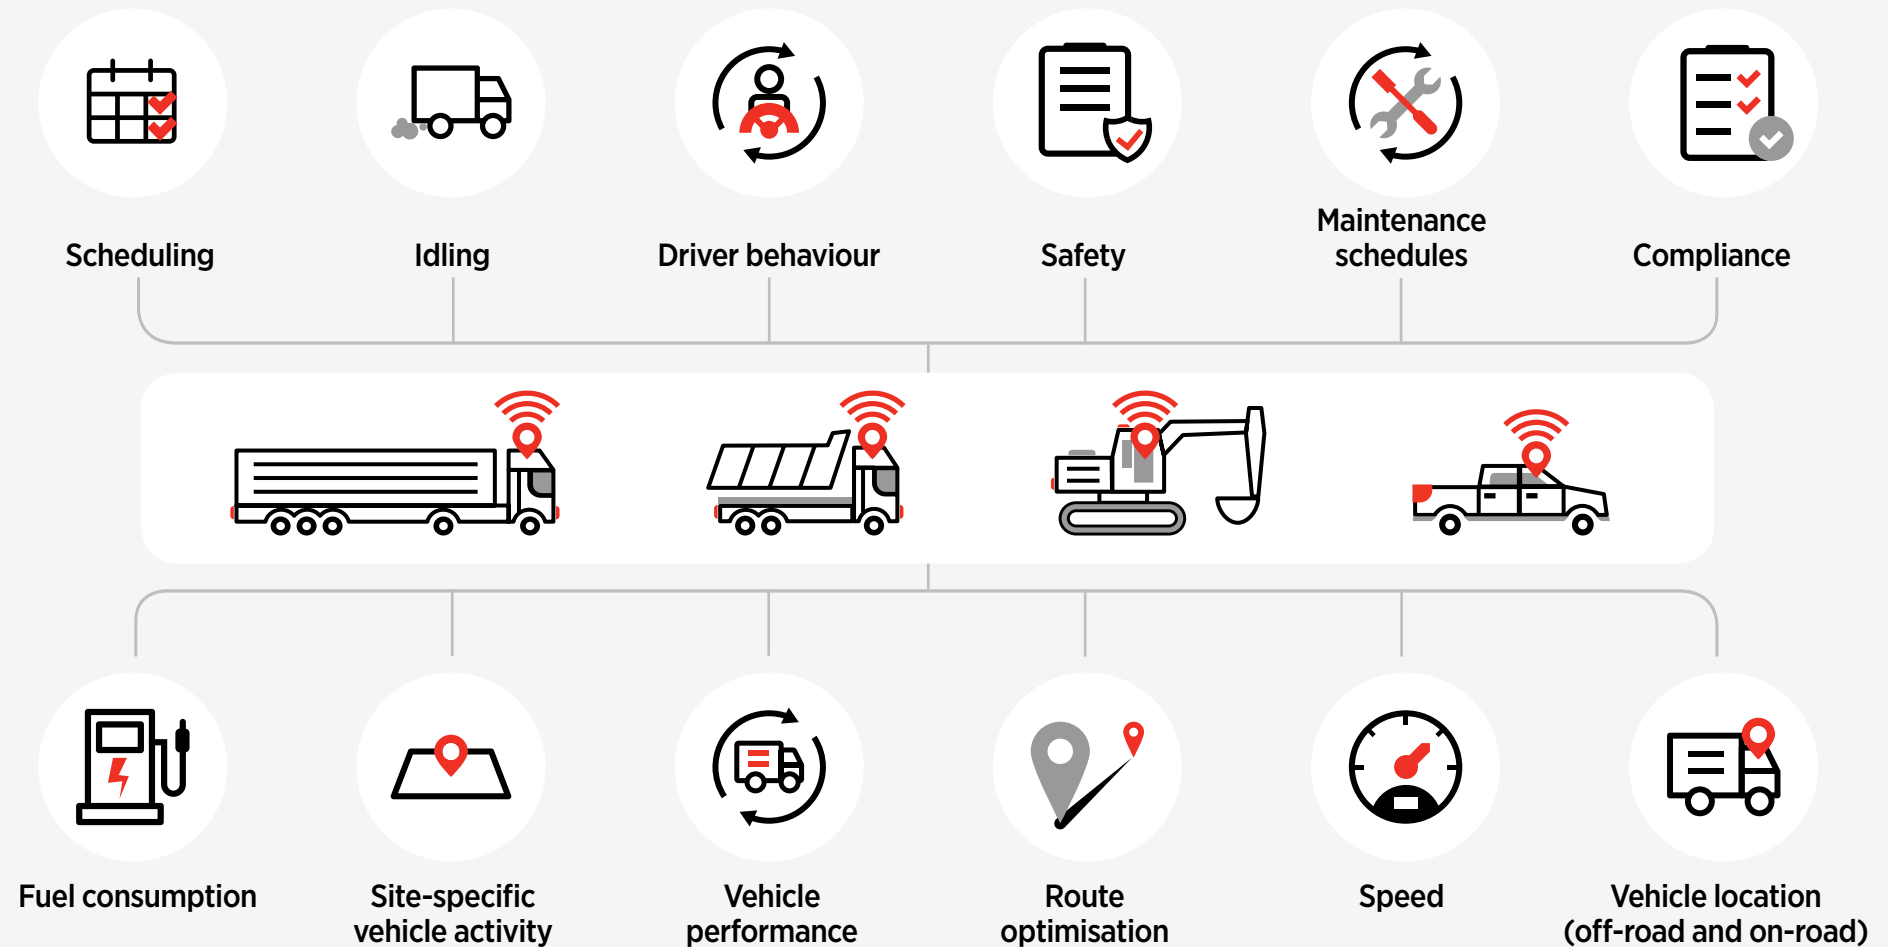 Scheduling
Idling
Driver behaviour
Safety
Maintenance
schedules
Compliance
Fuel consumption
Site-specific
vehicle activity
Vehicle
performance
Route
optimisation
Speed
Vehicle location
(off-road and on-road)